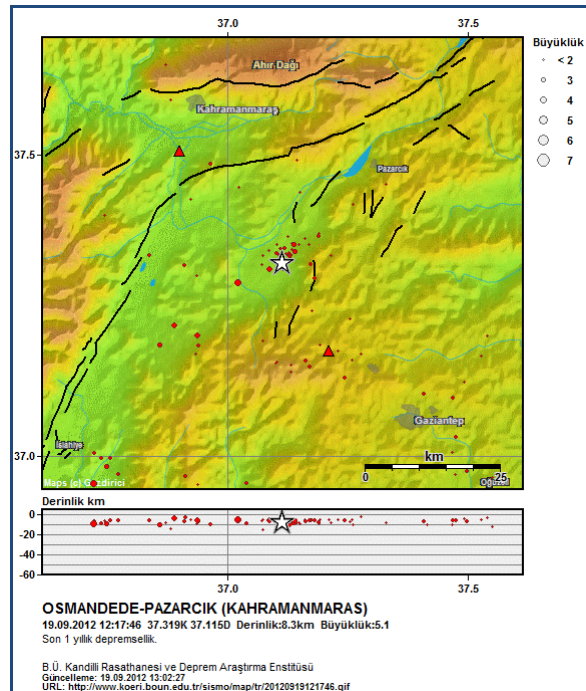 37.0 37.5
Büyüklük
< 2
3
4
5
6
7
Ahır Dağı
Kahramanmaraş
37.5
Pazarcık
Gaziantep
37.0
İslahiye
km
25
Maps (c) Gezdirici
Oğuzeli
Derinlik km
0
-20
-40
-60
37.0 37.5
OSMANDEDE-PAZARCIK (KAHRAMANMARAS)
19.09.2012 12:17:46 37.319K 37.115D Derinlik:8.3km Büyüklük:5.1
Son 1 yıllık depremsellik.
B.Ü. Kandilli Rasathanesi ve Deprem Araştırma Enstitüsü
Güncelleme: 19.09.2012 13:02:27
URL: http://www.koeri.boun.edu.tr/sismo/map/tr/20120919121746.gif